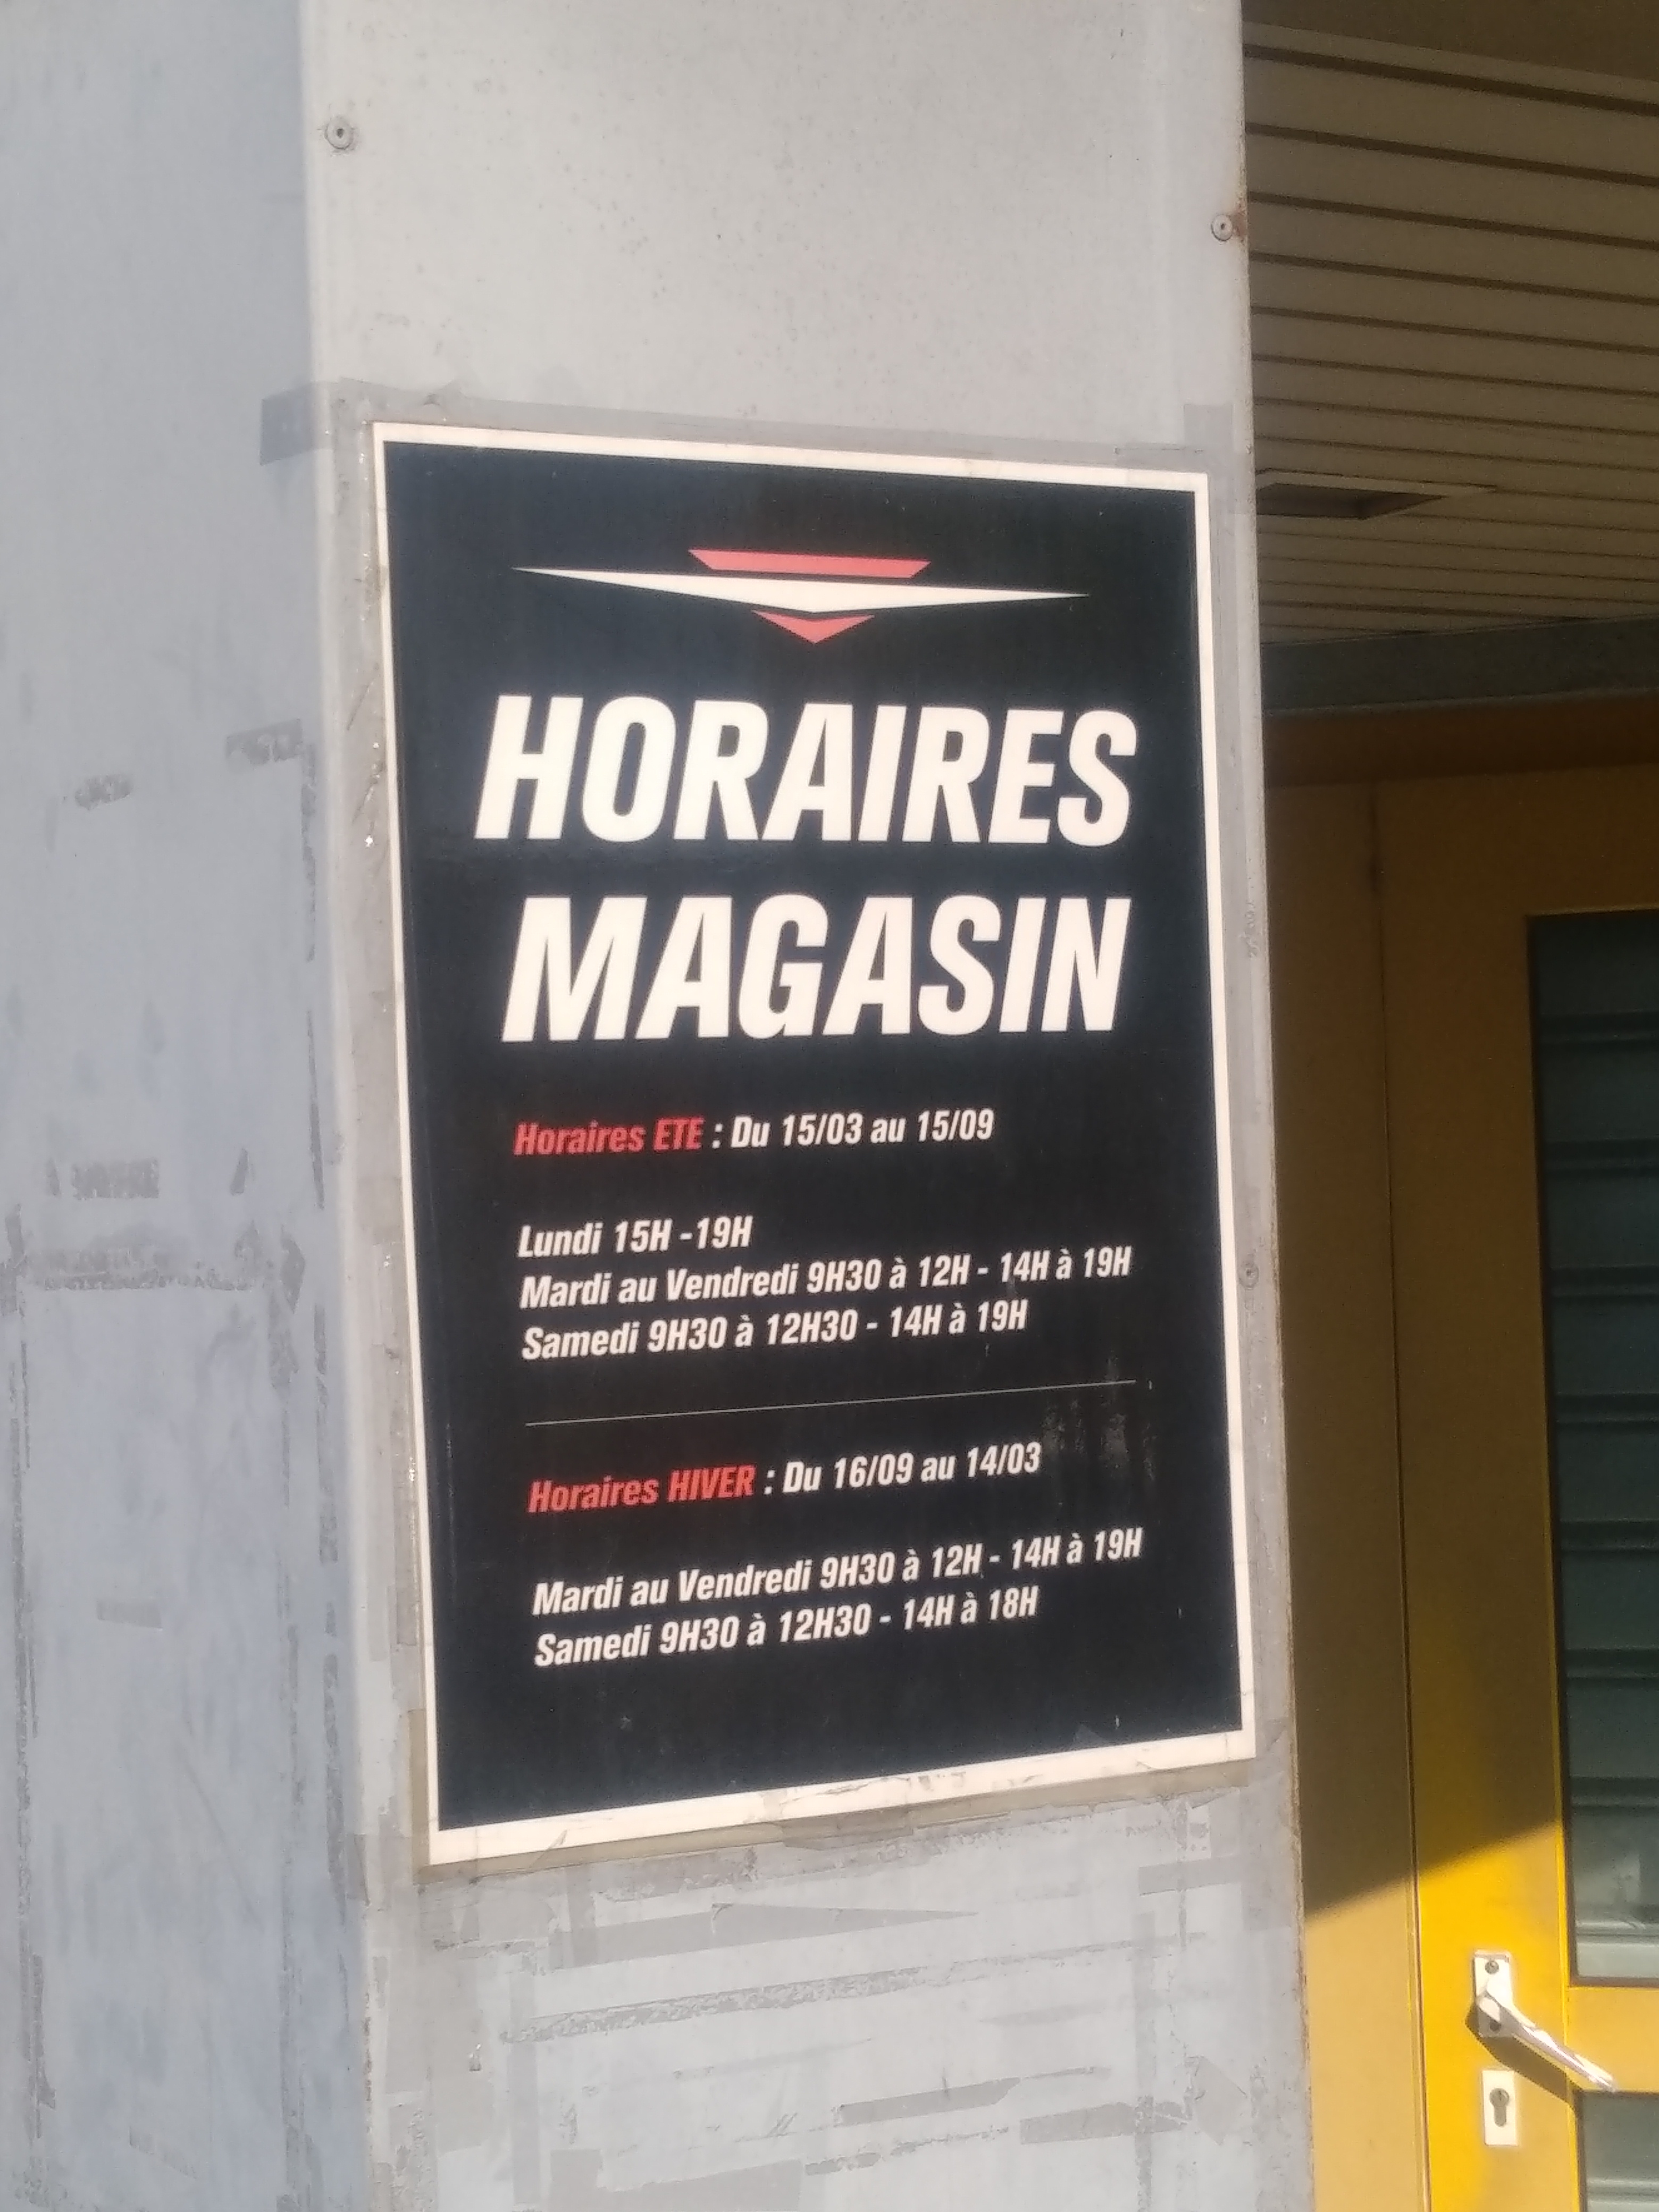 HORAIRES
MAGASIN
Horaires ETE : Du 15/03 au 15/09
Lundi 15H -19H
Mardi au Vendredi 9H30 à 12H - 14H à 19H
Samedi 9H30 à 12H30 - 14H à 19H
Horaires HIVER : Du 16/09 au 14/03
Mardi au Vendredi 9H30 à 12H - 14H à 19H
Samedi 9H30 à 12H30 - 14H à 18H